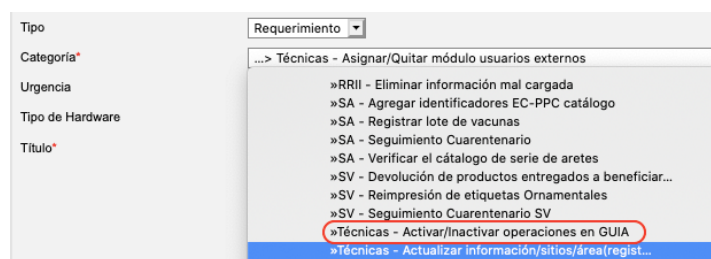 Tipo
Requerimiento
Categoría*
...> Técnicas - Asignar/Quitar módulo usuarios externos
Urgencia
Tipo de Hardware
Título*
»RRII - Eliminar información mal cargada
»SA - Agregar identificadores EC-PPC catálogo
»SA - Registrar lote de vacunas
»SA - Seguimiento Cuarentenario
»SA - Verificar el cátalogo de serie de aretes
»SV - Devolución de productos entregados a beneficiar...
»SV - Reimpresión de etiquetas Ornamentales
»SV - Seguimiento Cuarentenario SV
»Técnicas - Activar/Inactivar operaciones en GUIA
»Técnicas - Actualizar información/sitios/área(regist...